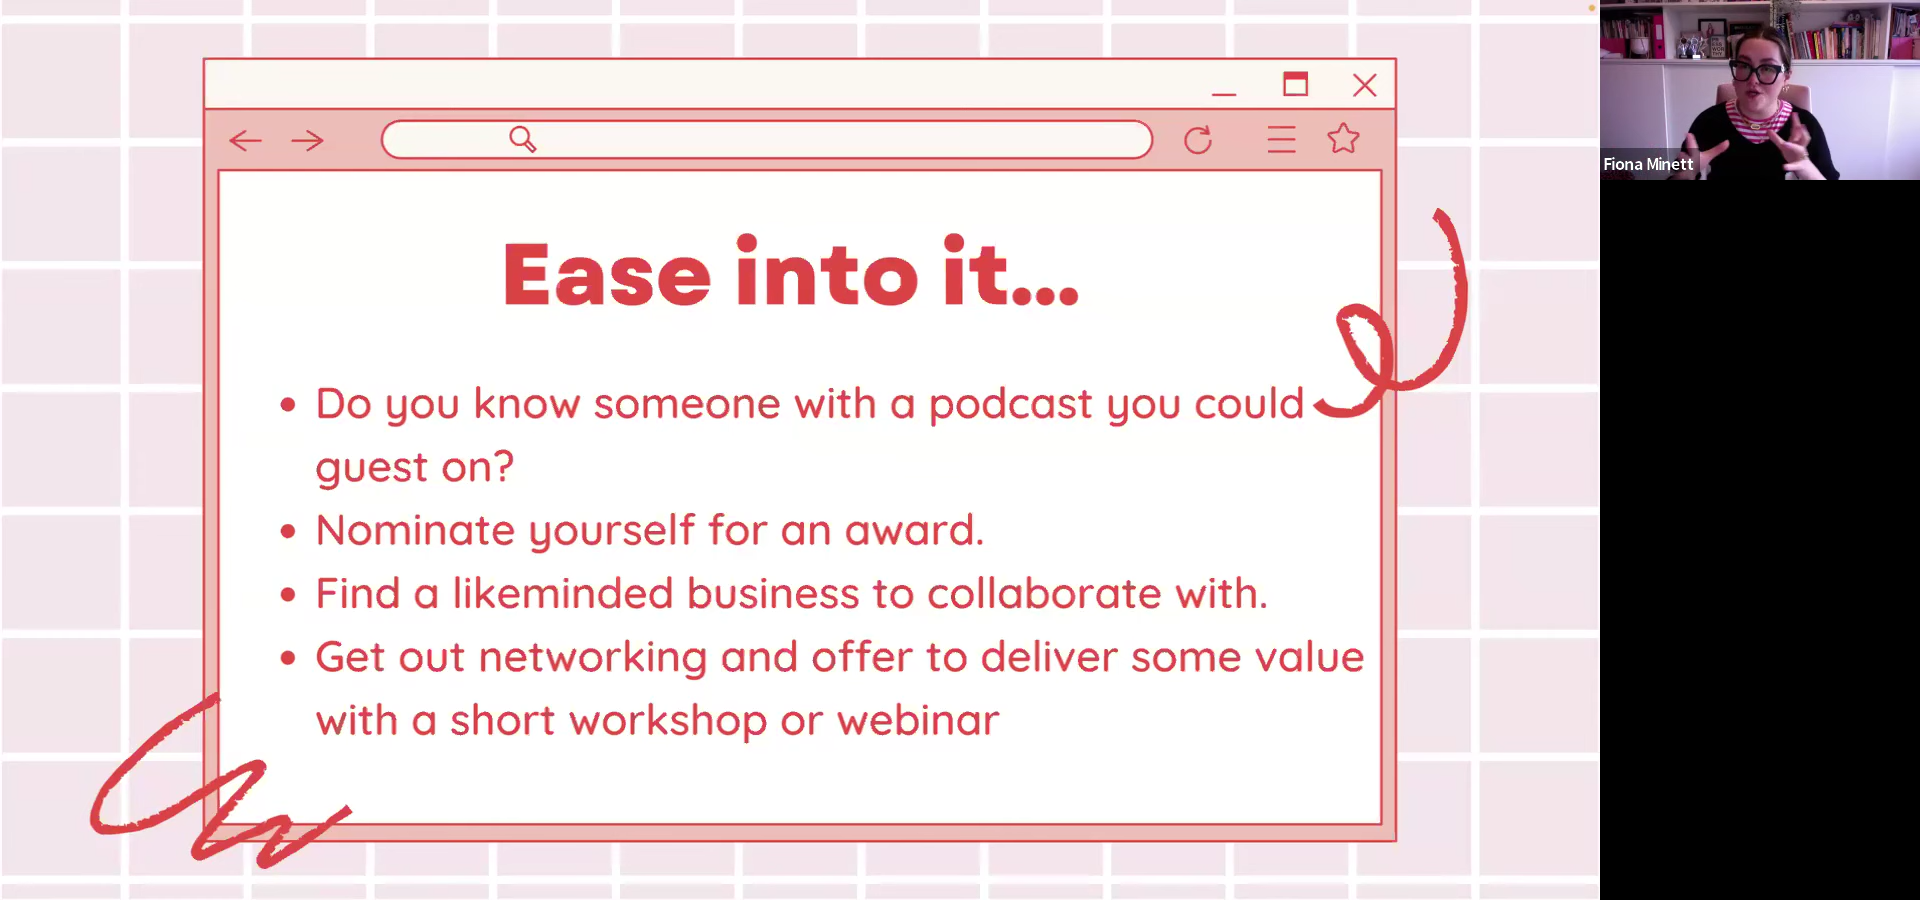 Ease into it...
• Do you know someone with a podcast you could
guest on?
• Nominate yourself for an award.
• Find a likeminded business to collaborate with.
• Get out networking and offer to deliver some value
with a short workshop or webinar
Fiona Minett